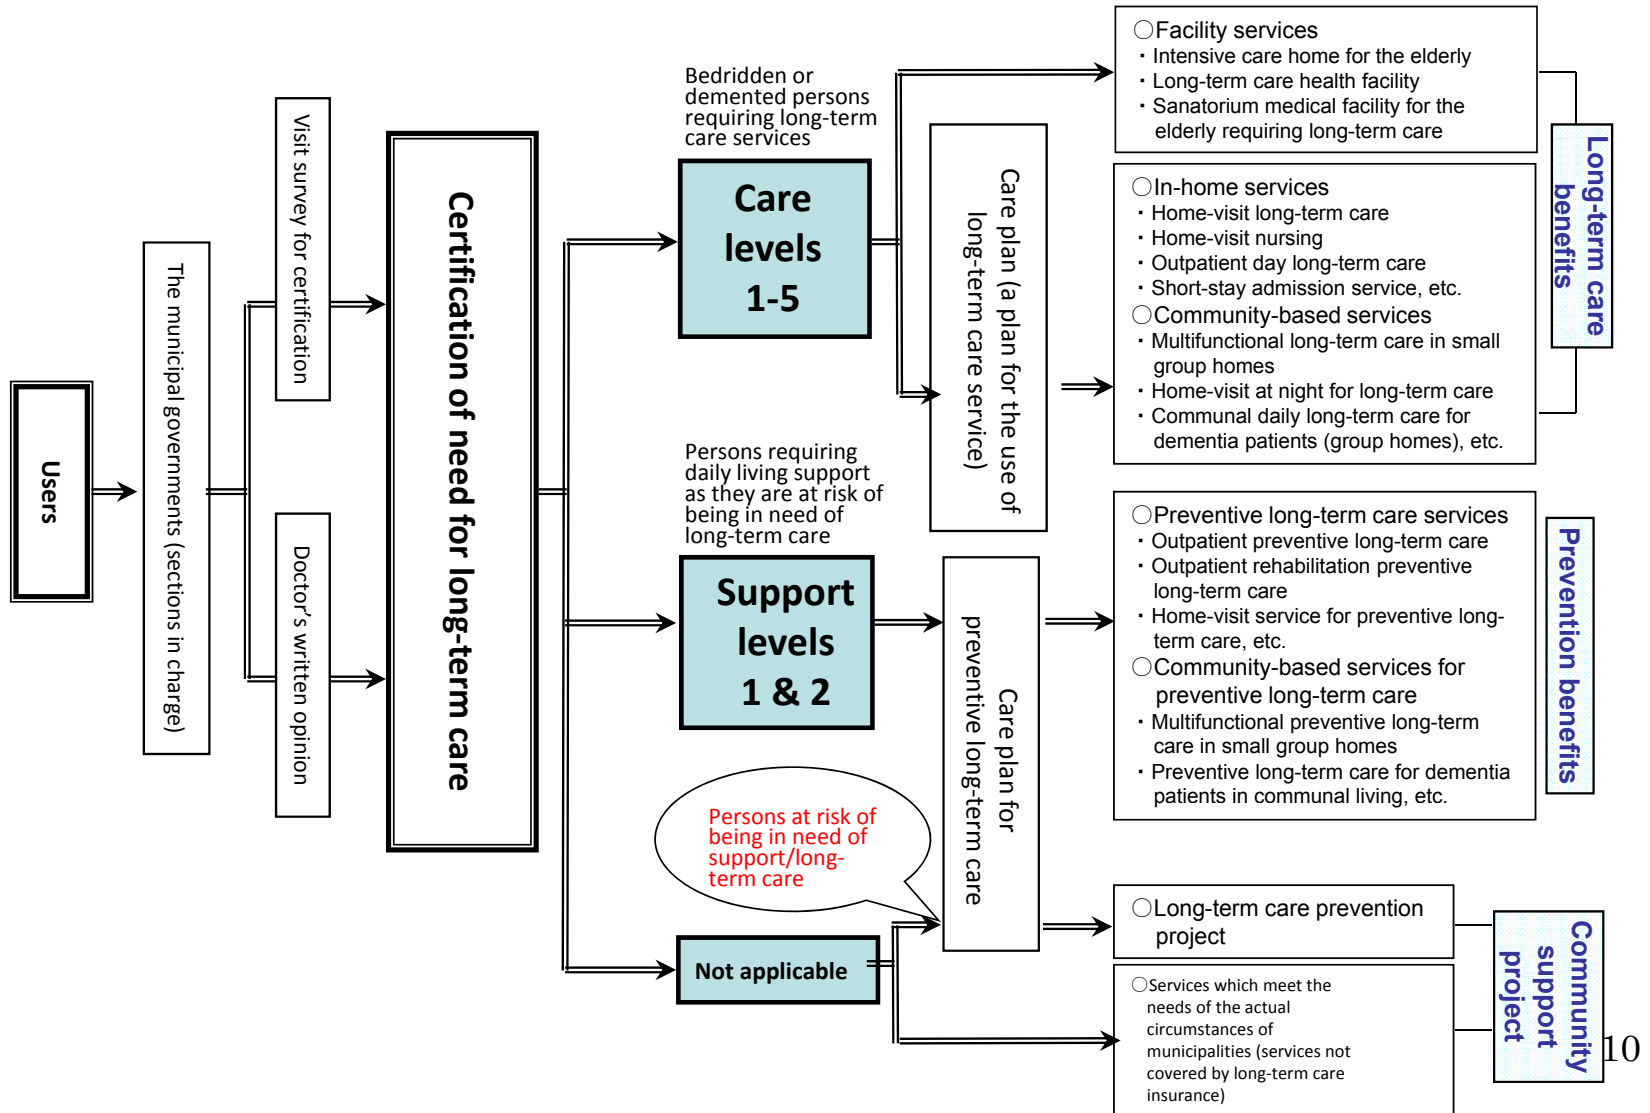 Users
The municipal governments (sections in charge)
Visit survey for certification
Doctor's written opinion
Certification of need for long-term care
Bedridden or
demented persons
requiring long-term
care services
Care
levels
1-5
Persons requiring
daily living support
as they are at risk of
being in need of
long-term care
Support
levels
1 & 2
Persons at risk of
being in need of
support/long-
term care
Not applicable
Care plan (a plan for the use of
long-term care service)
Care plan for
preventive long-term care
○Facility services
・Intensive care home for the elderly
・Long-term care health facility
・Sanatorium medical facility for the
elderly requiring long-term care
○In-home services
・Home-visit long-term care
・Home-visit nursing
・Outpatient day long-term care
・Short-stay admission service, etc.
○Community-based services
・Multifunctional long-term care in small
group homes
・Home-visit at night for long-term care
・Communal daily long-term care for
dementia patients (group homes), etc.
Long-term care
benefits
○Preventive long-term care services
・Outpatient preventive long-term care
・Outpatient rehabilitation preventive
long-term care
・Home-visit service for preventive long-
term care, etc.
○Community-based services for
preventive long-term care
・Multifunctional preventive long-term
care in small group homes
・Preventive long-term care for dementia
patients in communal living, etc.
Prevention benefits
○Long-term care prevention
project
○Services which meet the
needs of the actual
circumstances of
municipalities (services not
covered by long-term care
insurance)
Community
support
project
10